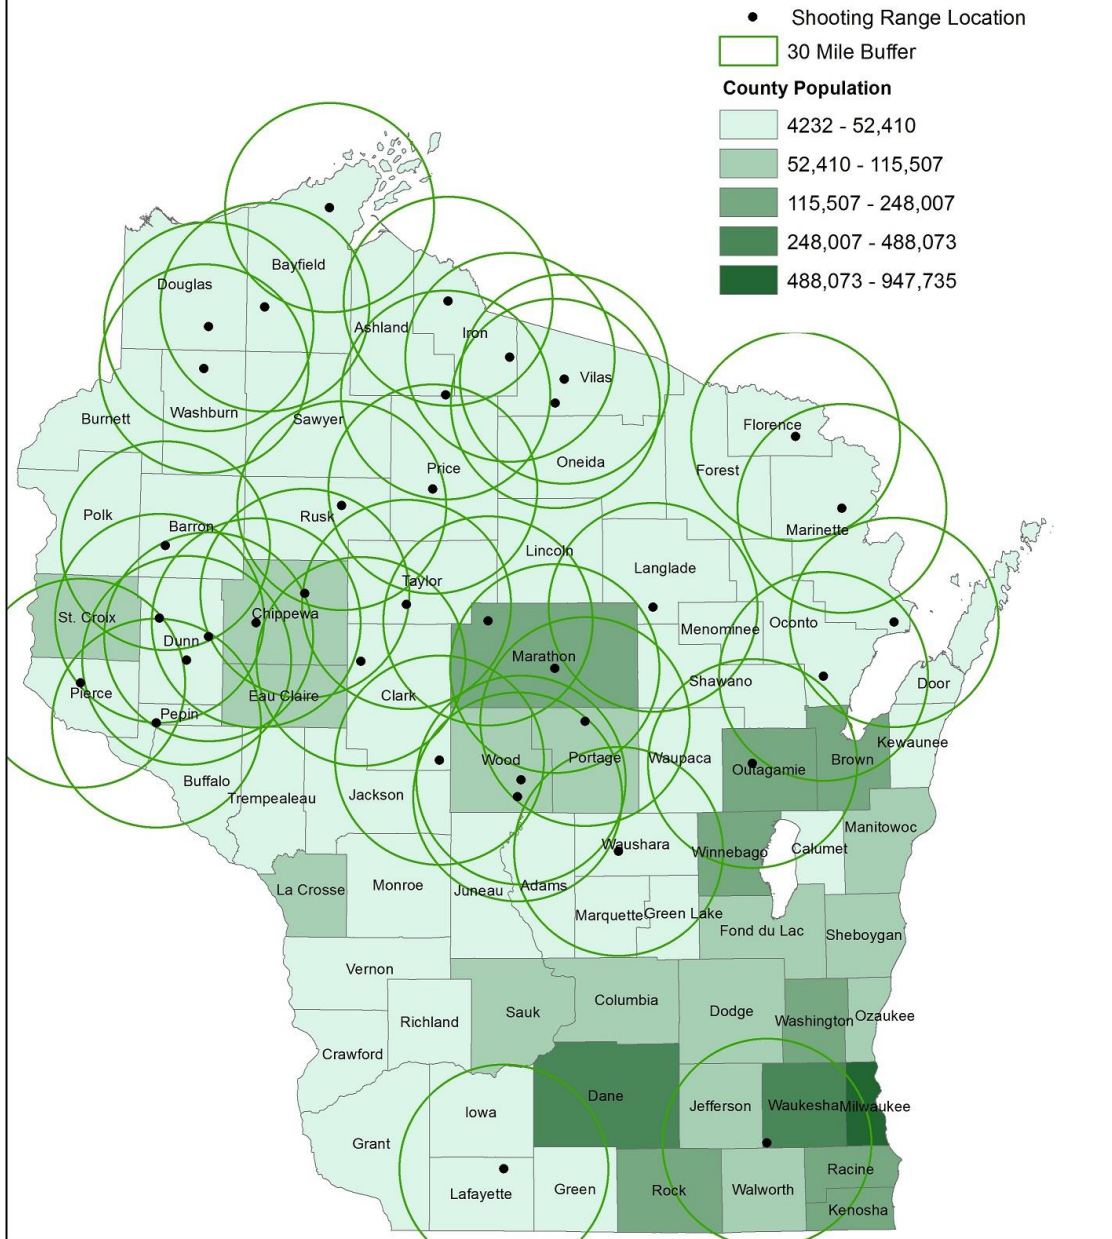 Shooting Range Location
30 Mile Buffer
County Population
4232 - 52,410
52,410 - 115,507
115,507 - 248,007
248,007 - 488,073
488,073 - 947,735
Bayfield
Douglas
Ashland
Iron
Vilas
Burnett
Washburn
Sawyer
Florence
Price
Oneida
Forest
Polk
Barron
Rusk
Marinette
Lincoln
Langlade
Taylor
St. Croix
Chippewa
Menominee
Oconto
Dunn
Marathon
Shawano
Door
Pierce
Eau Claire
Clark
Pepin
Kewaunee
Wood
Portage
Waupaca
Outagamie
Brown
Buffalo
Trempealeau
Jackson
Manitowoc
Waushara
Winnebago
Calumet
La Crosse
Monroe
Juneau
Adams
Marquette
Green Lake
Fond du Lac
Sheboygan
Vernon
Columbia
Richland
Sauk
Dodge
Washington
Ozaukee
Crawford
Dane
Iowa
Jefferson
Waukesha
Milwaukee
Grant
Lafayette
Green
Rock
Walworth
Racine
Kenosha